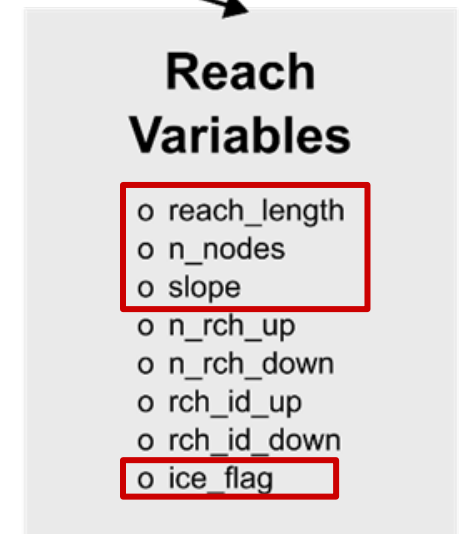 Reach
Variables
o reach_length
o n_nodes
o slope
o n_rch_up
o n_rch_down
o rch_id_up
o rch_id_down
o ice_flag